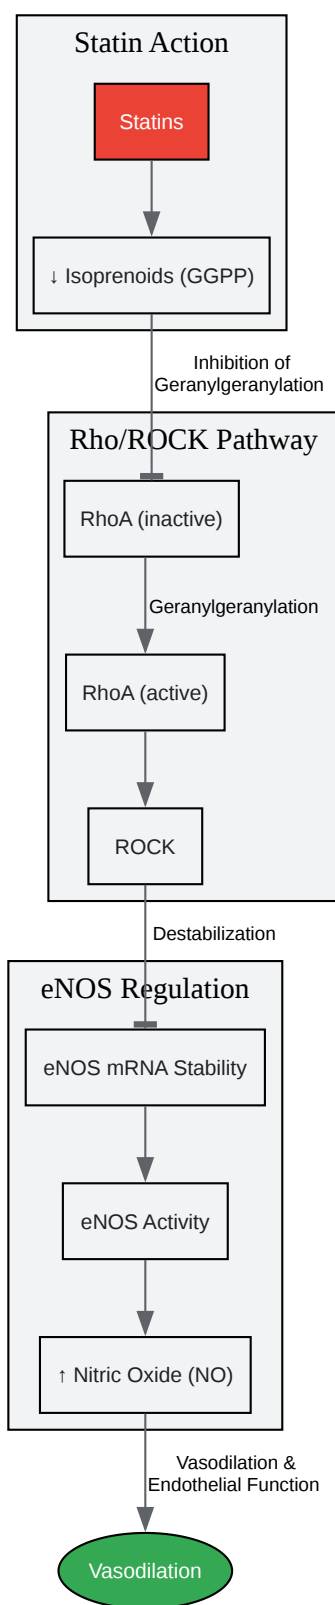 Statin Action
Statins
↓ Isoprenoids (GGPP)
Inhibition of
Geranylgeranylation
Rho/ROCK Pathway
RhoA (inactive)
Geranylgeranylation
RhoA (active)
ROCK
Destabilization
eNOS Regulation
eNOS mRNA Stability
eNOS Activity
↑ Nitric Oxide (NO)
Vasodilation &
Endothelial Function
Vasodilation